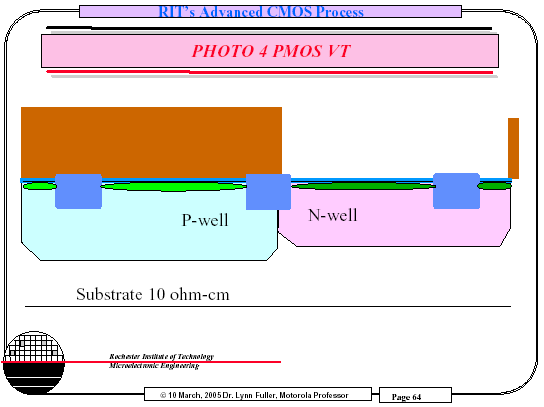 RIT's Advanced CMOS Process
PHOTO 4 PMOS VT
P-well
N-well
Substrate 10 ohm-cm
Rochester Institute of Technology
Microelectronic Engineering
© 10 March, 2005 Dr. Lynn Fuller, Motorola Professor
Page 64